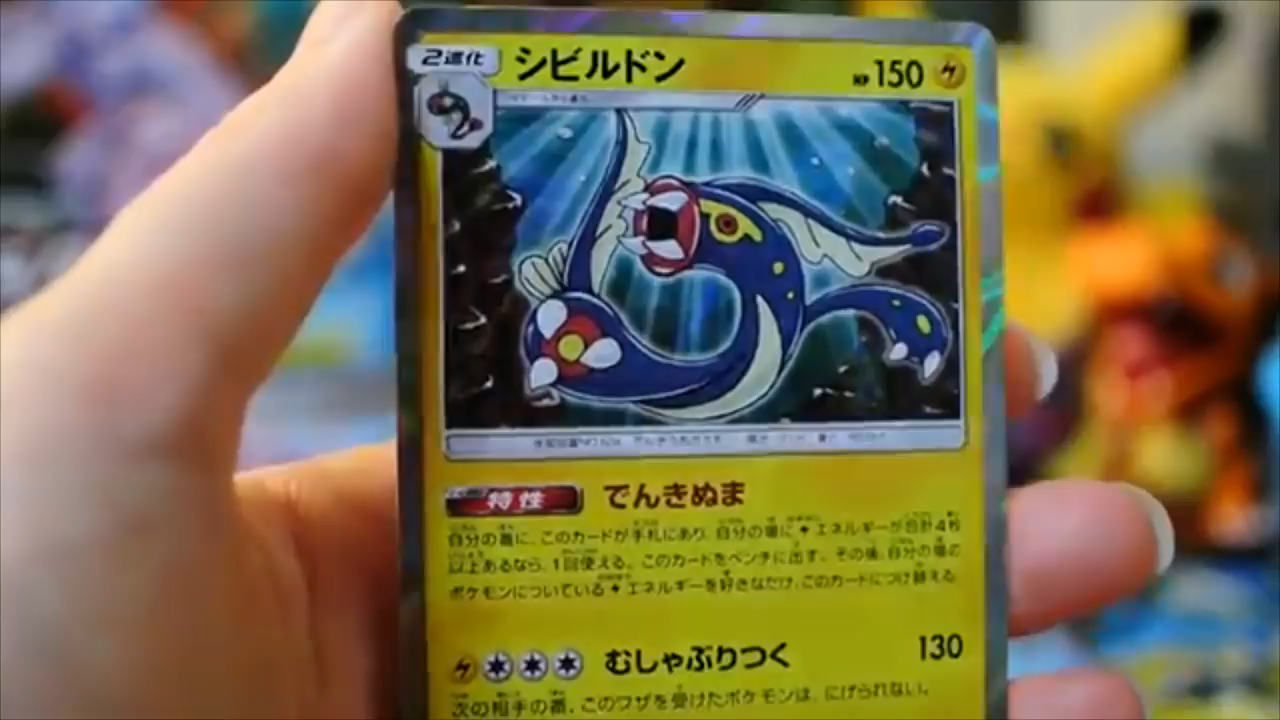 2進化 シビルドン HP150
特性 でんきぬま
自分の番に、このカードが手札にあり、自分の場に エネルギーが合計4枚
以上あるなら、1回使える。このカードをベンチに出す。その後、自分の場の
ポケモンについている エネルギーを好きなだけ、このカードにつけ替える。
むしゃぶりつく 130
次の相手の番、このワザを受けたポケモンは、にげられない。